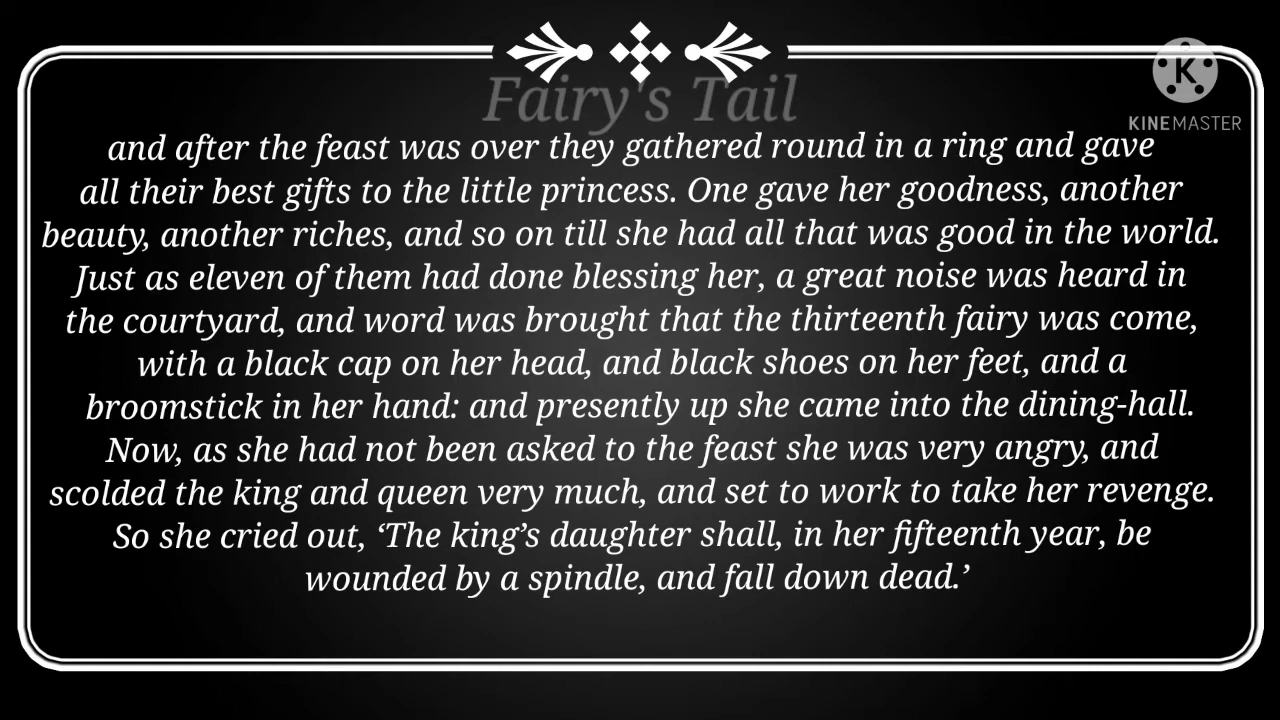 Fairy's Tail
KINEMASTER
and after the feast was over they gathered round in a ring and gave
all their best gifts to the little princess. One gave her goodness, another
beauty, another riches, and so on till she had all that was good in the world.
Just as eleven of them had done blessing her, a great noise was heard in
the courtyard, and word was brought that the thirteenth fairy was come,
with a black cap on her head, and black shoes on her feet, and a
broomstick in her hand: and presently up she came into the dining-hall.
Now, as she had not been asked to the feast she was very angry, and
scolded the king and queen very much, and set to work to take her revenge.
So she cried out, ‘The king’s daughter shall, in her fifteenth year, be
wounded by a spindle, and fall down dead.’